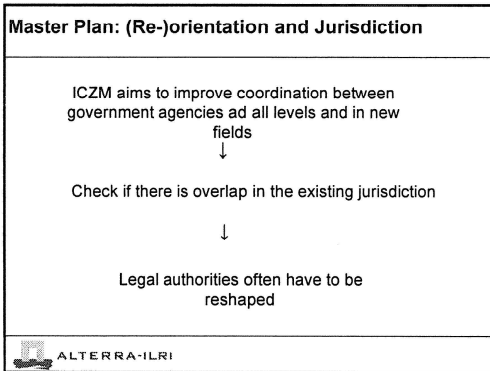 Master Plan: (Re-)orientation and Jurisdiction
ICZM aims to improve coordination between
government agencies ad all levels and in new
fields
↓
Check if there is overlap in the existing jurisdiction
↓
Legal authorities often have to be
reshaped
ALTERRA-ILRI